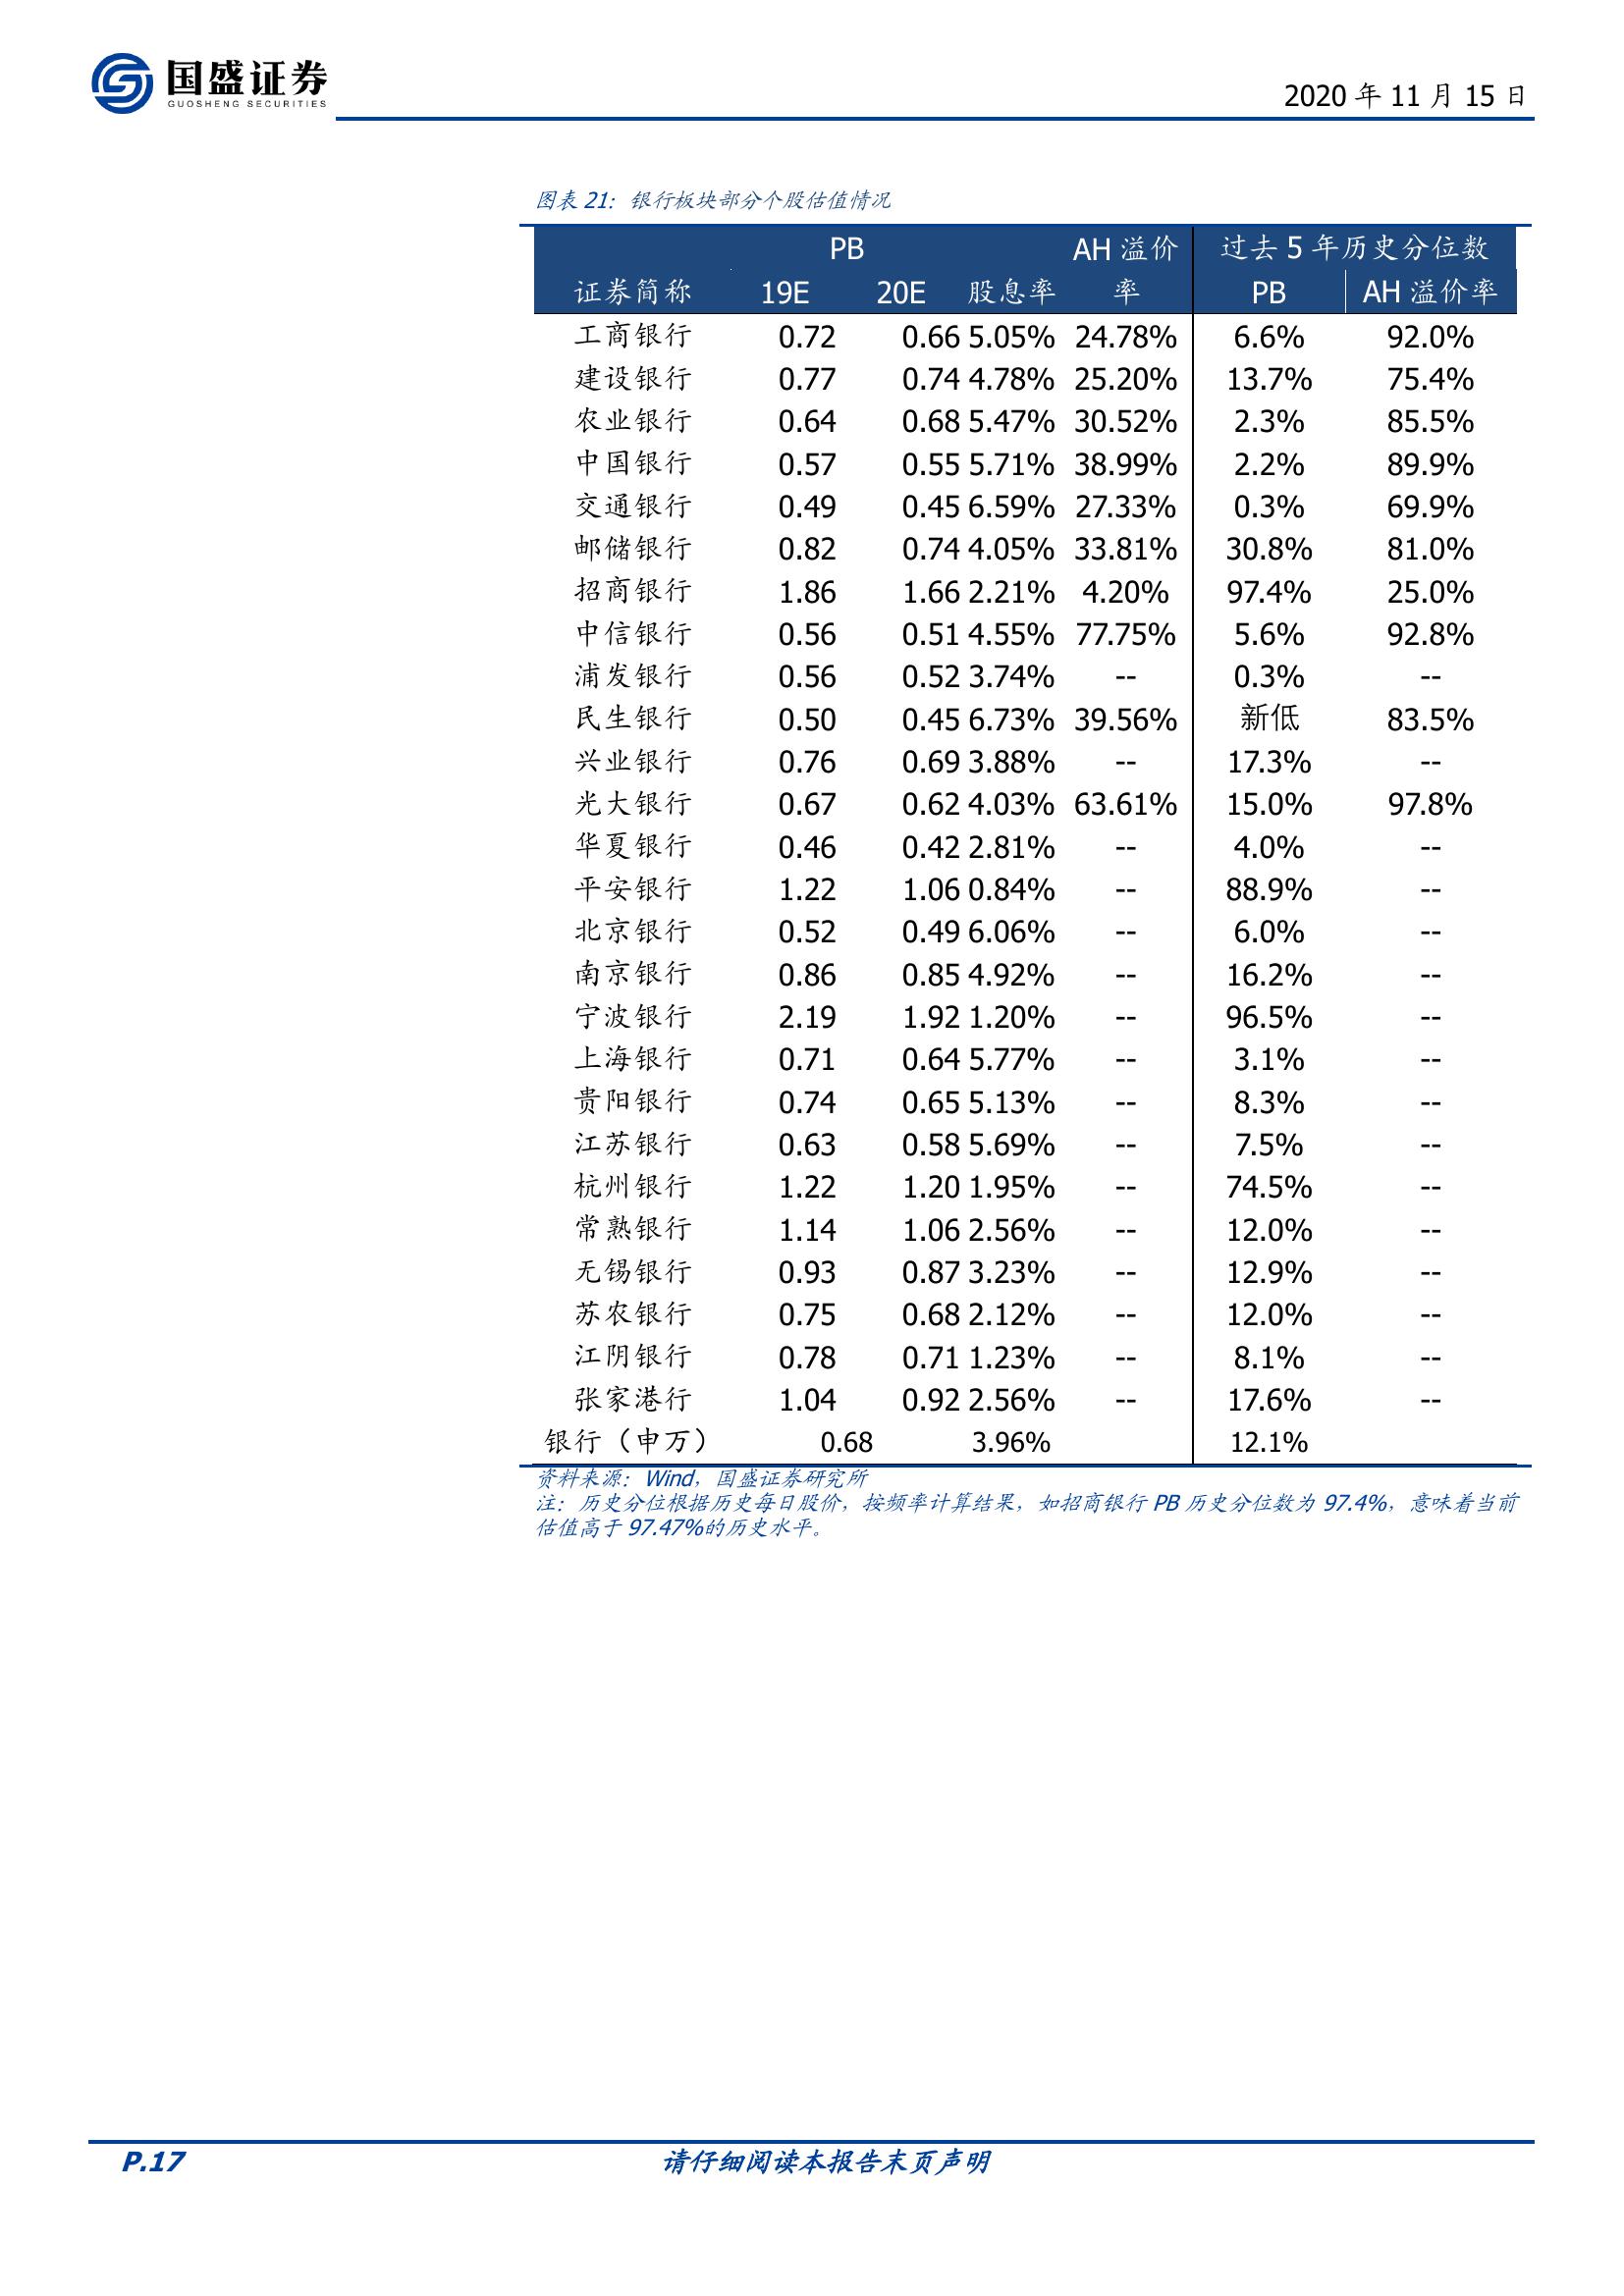 国盛证券
GUOSHENG SECURITIES
2020 年 11 月 15 日
图表 21：银行板块部分个股估值情况
PB AH 溢价 过去 5 年历史分位数
证券简称 19E 20E 股息率 率 PB AH 溢价率
工商银行 0.72 0.66 5.05% 24.78% 6.6% 92.0%
建设银行 0.77 0.74 4.78% 25.20% 13.7% 75.4%
农业银行 0.64 0.68 5.47% 30.52% 2.3% 85.5%
中国银行 0.57 0.55 5.71% 38.99% 2.2% 89.9%
交通银行 0.49 0.45 6.59% 27.33% 0.3% 69.9%
邮储银行 0.82 0.74 4.05% 33.81% 30.8% 81.0%
招商银行 1.86 1.66 2.21% 4.20% 97.4% 25.0%
中信银行 0.56 0.51 4.55% 77.75% 5.6% 92.8%
浦发银行 0.56 0.52 3.74% -- 0.3% --
民生银行 0.50 0.45 6.73% 39.56% 新低 83.5%
兴业银行 0.76 0.69 3.88% -- 17.3% --
光大银行 0.67 0.62 4.03% 63.61% 15.0% 97.8%
华夏银行 0.46 0.42 2.81% -- 4.0% --
平安银行 1.22 1.06 0.84% -- 88.9% --
北京银行 0.52 0.49 6.06% -- 6.0% --
南京银行 0.86 0.85 4.92% -- 16.2% --
宁波银行 2.19 1.92 1.20% -- 96.5% --
上海银行 0.71 0.64 5.77% -- 3.1% --
贵阳银行 0.74 0.65 5.13% -- 8.3% --
江苏银行 0.63 0.58 5.69% -- 7.5% --
杭州银行 1.22 1.20 1.95% -- 74.5% --
常熟银行 1.14 1.06 2.56% -- 12.0% --
无锡银行 0.93 0.87 3.23% -- 12.9% --
苏农银行 0.75 0.68 2.12% -- 12.0% --
江阴银行 0.78 0.71 1.23% -- 8.1% --
张家港行 1.04 0.92 2.56% -- 17.6% --
银行（申万） 0.68 3.96% 12.1%
资料来源：Wind，国盛证券研究所
注：历史分位根据历史每日股价，按频率计算结果，如招商银行 PB 历史分位数为 97.4%，意味着当前
估值高于 97.47%的历史水平。
P.17 请仔细阅读本报告末页声明